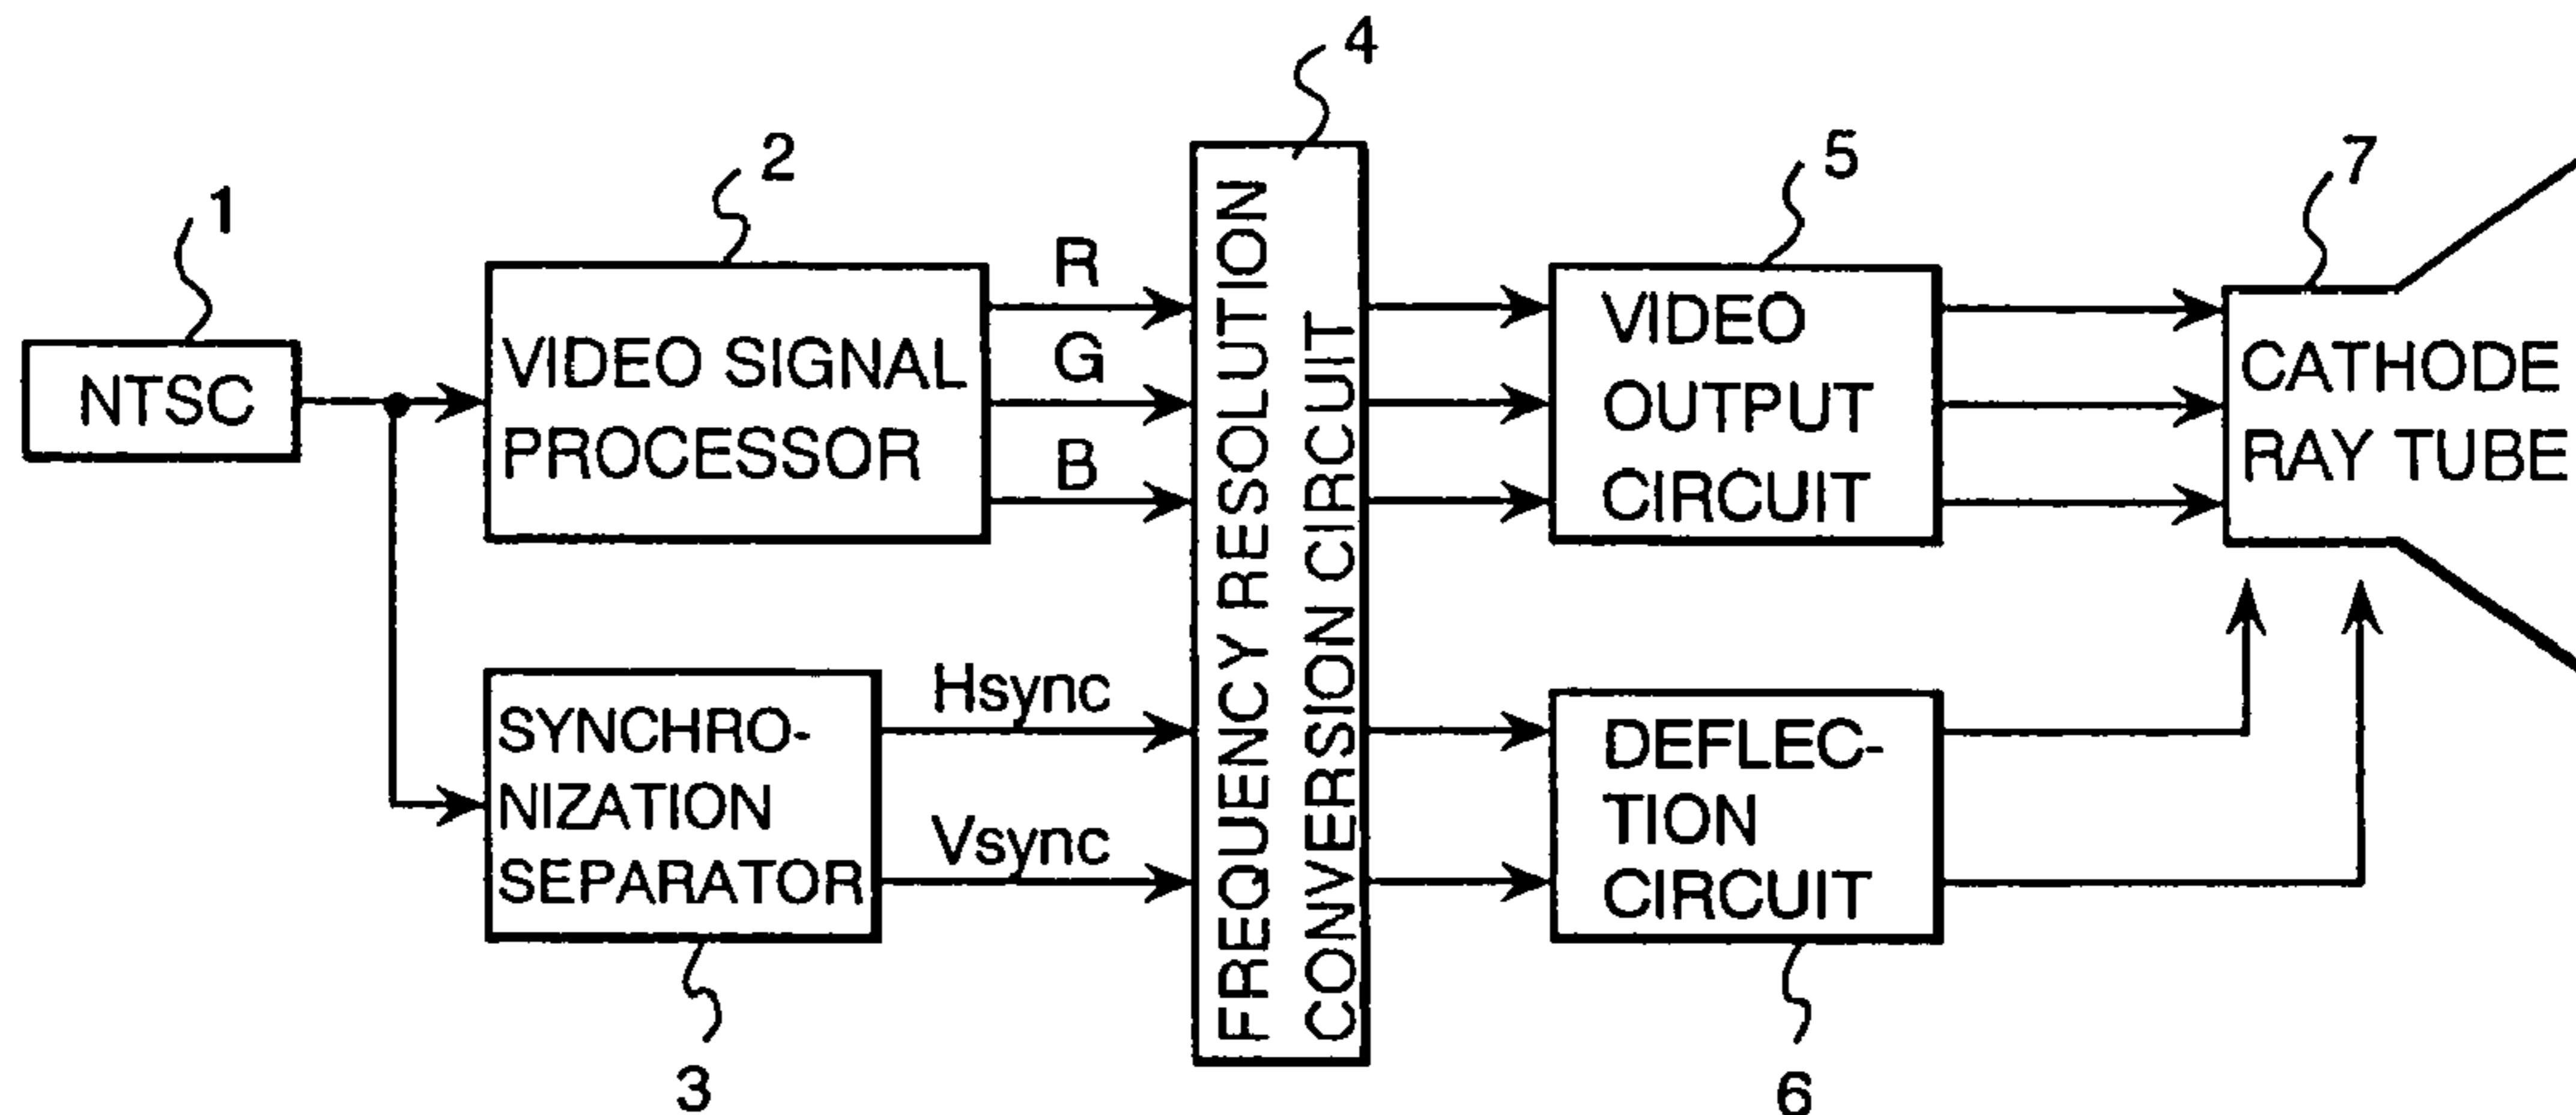 1
NTSC
2
VIDEO SIGNAL
PROCESSOR
R
G
B
3
SYNCHRO-
NIZATION
SEPARATOR
Hsync
Vsync
4
FREQUENCY RESOLUTION
CONVERSION CIRCUIT
5
VIDEO
OUTPUT
CIRCUIT
6
DEFLEC-
TION
CIRCUIT
7
CATHODE
RAY TUBE